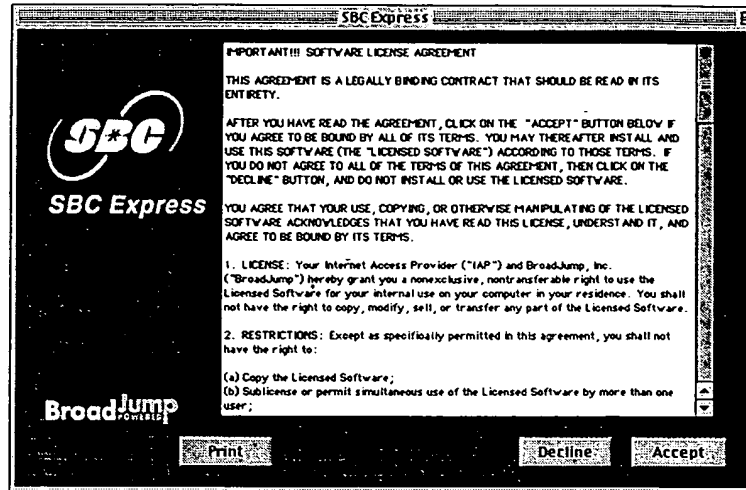 SBC Express
IMPORTANT!!! SOFTWARE LICENSE AGREEMENT
THIS AGREEMENT IS A LEGALLY BINDING CONTRACT THAT SHOULD BE READ IN ITS
ENTIRETY.
AFTER YOU HAVE READ THE AGREEMENT, CLICK ON THE "ACCEPT" BUTTON BELOW IF
YOU AGREE TO BE BOUND BY ALL OF ITS TERMS. YOU MAY THEREAFTER INSTALL AND
USE THIS SOFTWARE (THE "LICENSED SOFTWARE") ACCORDING TO THOSE TERMS. IF
YOU DO NOT AGREE TO ALL OF THE TERMS OF THIS AGREEMENT, THEN CLICK ON THE
"DECLINE" BUTTON, AND DO NOT INSTALL OR USE THE LICENSED SOFTWARE.
YOU AGREE THAT YOUR USE, COPYING, OR OTHERWISE MANIPULATING OF THE LICENSED
SOFTWARE ACKNOWLEDGES THAT YOU HAVE READ THIS LICENSE, UNDERSTAND IT, AND
AGREE TO BE BOUND BY ITS TERMS.
1. LICENSE: Your Internet Access Provider ("IAP") and BroadJump, Inc.
("BroadJump") hereby grant you a nonexclusive, nontransferable right to use the
Licensed Software for your internal use on your computer in your residence. You shall
not have the right to copy, modify, sell, or transfer any part of the Licensed Software.
2. RESTRICTIONS: Except as specifically permitted in this agreement, you shall not
have the right to:
(a) Copy the Licensed Software;
(b) Sublicense or permit simultaneous use of the Licensed Software by more than one
user;
SBC
SBC Express
BroadJump
POWERED
Print
Decline
Accept